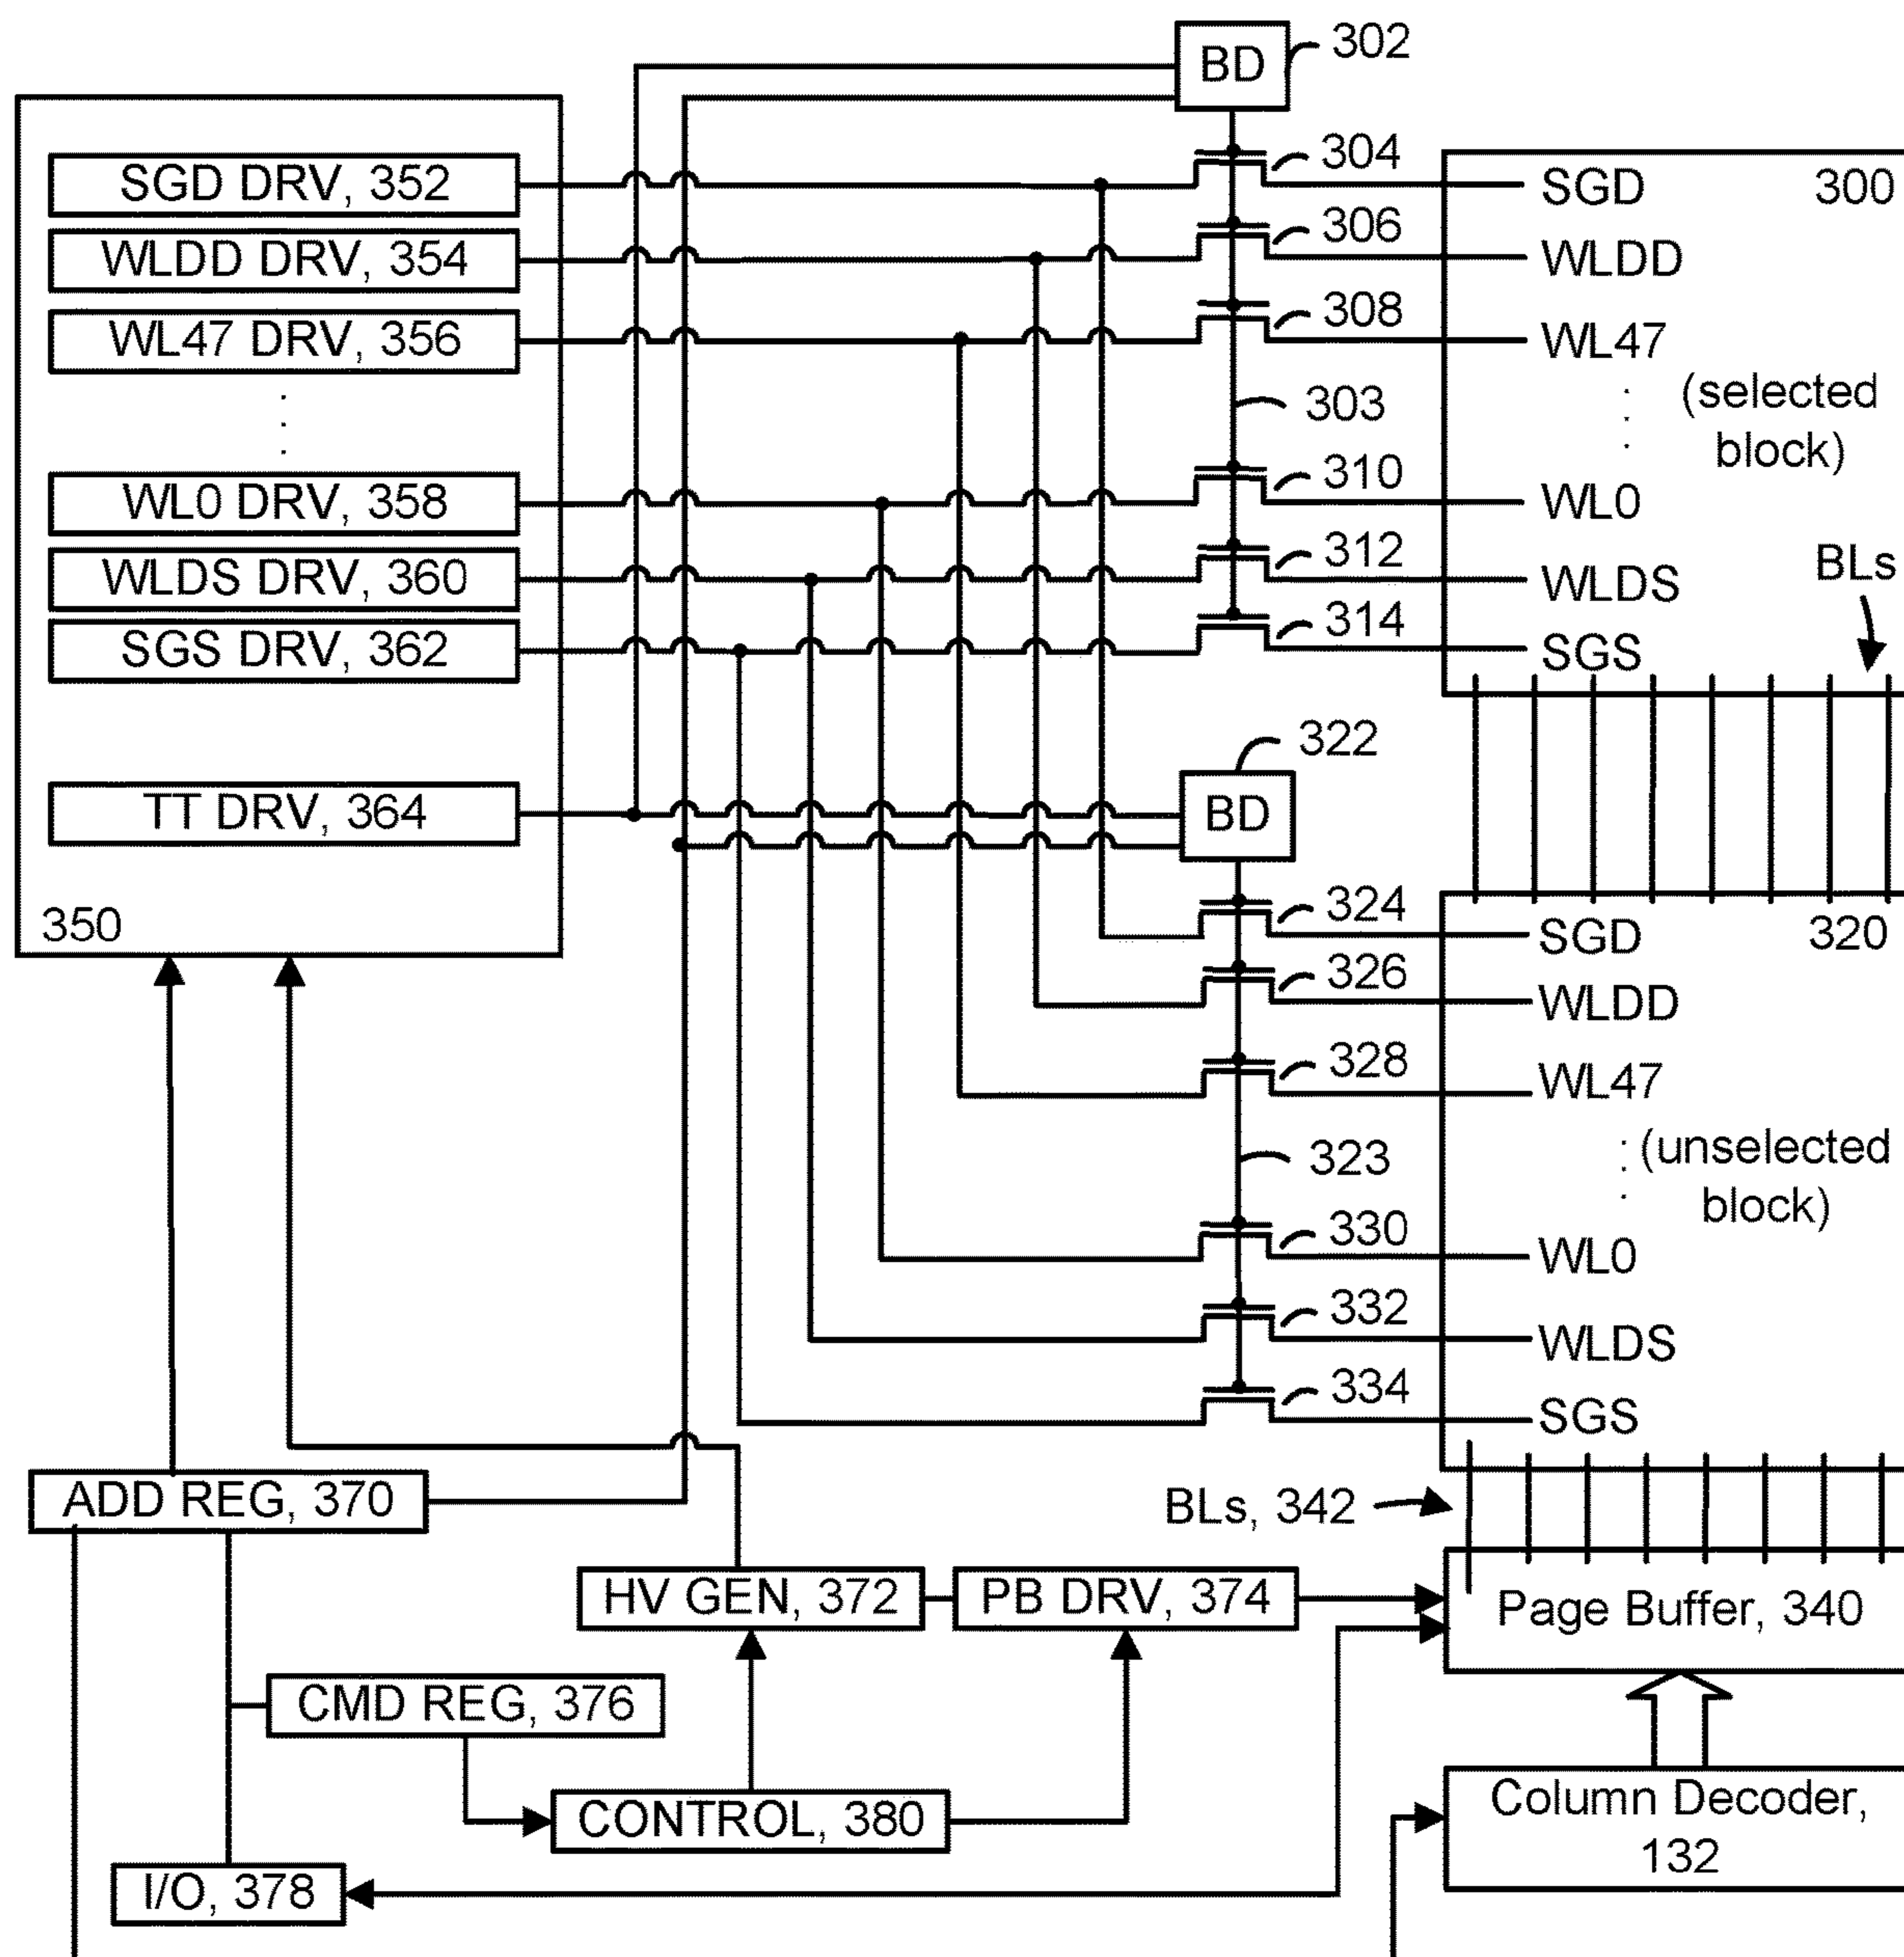 BD
302
SGD DRV, 352
304
SGD
300
WLDD DRV, 354
306
WLDD
WL47 DRV, 356
308
WL47
(selected
block)
303
WL0 DRV, 358
310
WL0
WLDS DRV, 360
312
WLDS
BLs
SGS DRV, 362
314
SGS
322
TT DRV, 364
BD
350
324
SGD
320
326
WLDD
328
WL47
(unselected
block)
323
330
WL0
332
WLDS
334
SGS
ADD REG, 370
BLs, 342
HV GEN, 372
PB DRV, 374
Page Buffer, 340
CMD REG, 376
CONTROL, 380
Column Decoder,
132
I/O, 378